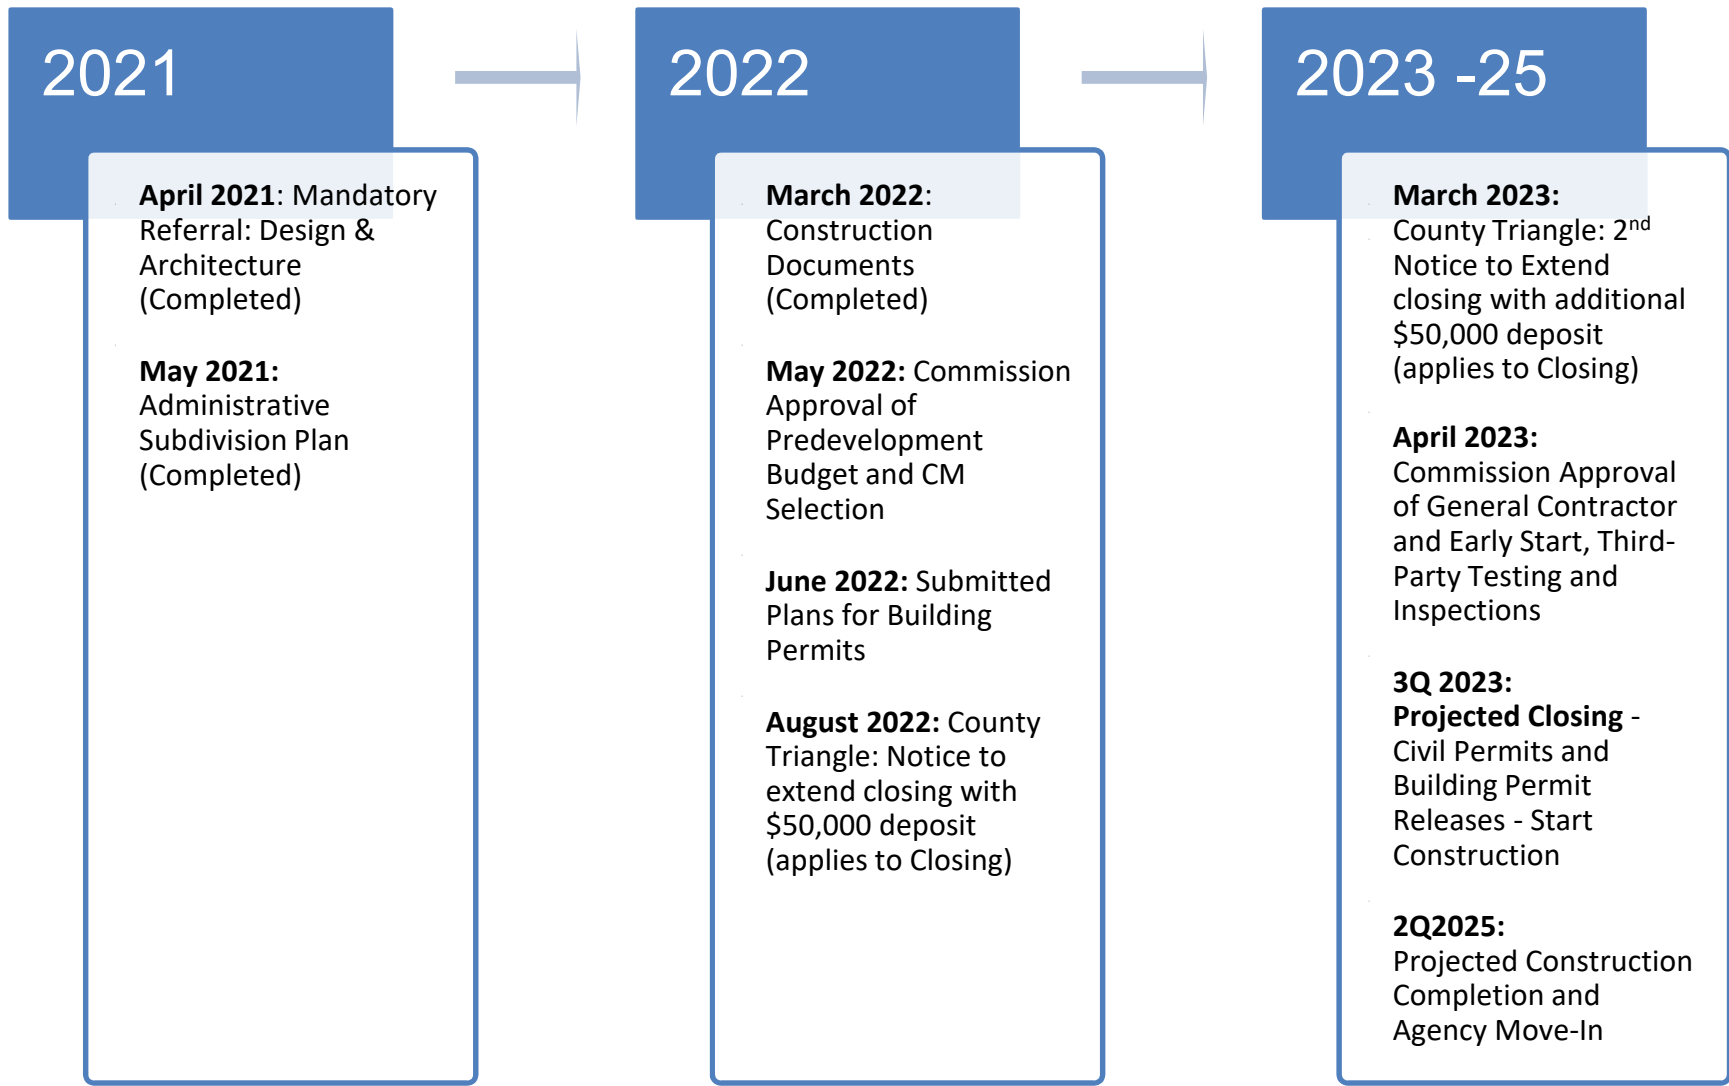 2021
April 2021: Mandatory
Referral: Design &
Architecture
(Completed)
May 2021:
Administrative
Subdivision Plan
(Completed)
2022
March 2022:
Construction
Documents
(Completed)
May 2022: Commission
Approval of
Predevelopment
Budget and CM
Selection
June 2022: Submitted
Plans for Building
Permits
August 2022: County
Triangle: Notice to
extend closing with
$50,000 deposit
(applies to Closing)
2023 -25
March 2023:
County Triangle: 2nd
Notice to Extend
closing with additional
$50,000 deposit
(applies to Closing)
April 2023:
Commission Approval
of General Contractor
and Early Start, Third-
Party Testing and
Inspections
3Q 2023:
Projected Closing -
Civil Permits and
Building Permit
Releases - Start
Construction
2Q2025:
Projected Construction
Completion and
Agency Move-In